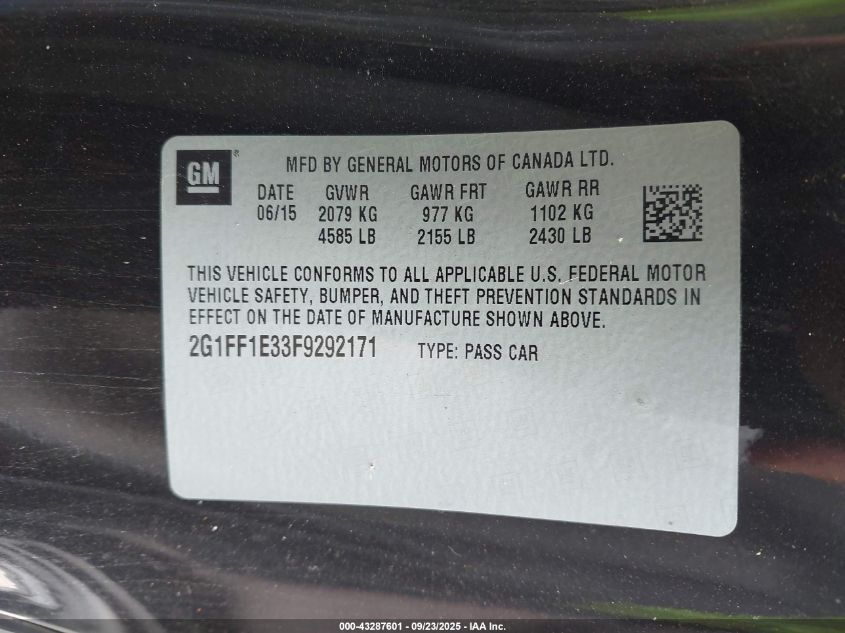 GM®
MFD BY GENERAL MOTORS OF CANADA LTD.
DATE GVWR GAWR FRT GAWR RR
06/15 2079 KG 977 KG 1102 KG
4585 LB 2155 LB 2430 LB
THIS VEHICLE CONFORMS TO ALL APPLICABLE U.S. FEDERAL MOTOR
VEHICLE SAFETY, BUMPER, AND THEFT PREVENTION STANDARDS IN
EFFECT ON THE DATE OF MANUFACTURE SHOWN ABOVE.
2G1FF1E33F9292171 TYPE: PASS CAR
000-43287601 - 09/23/2025 - IAA Inc.